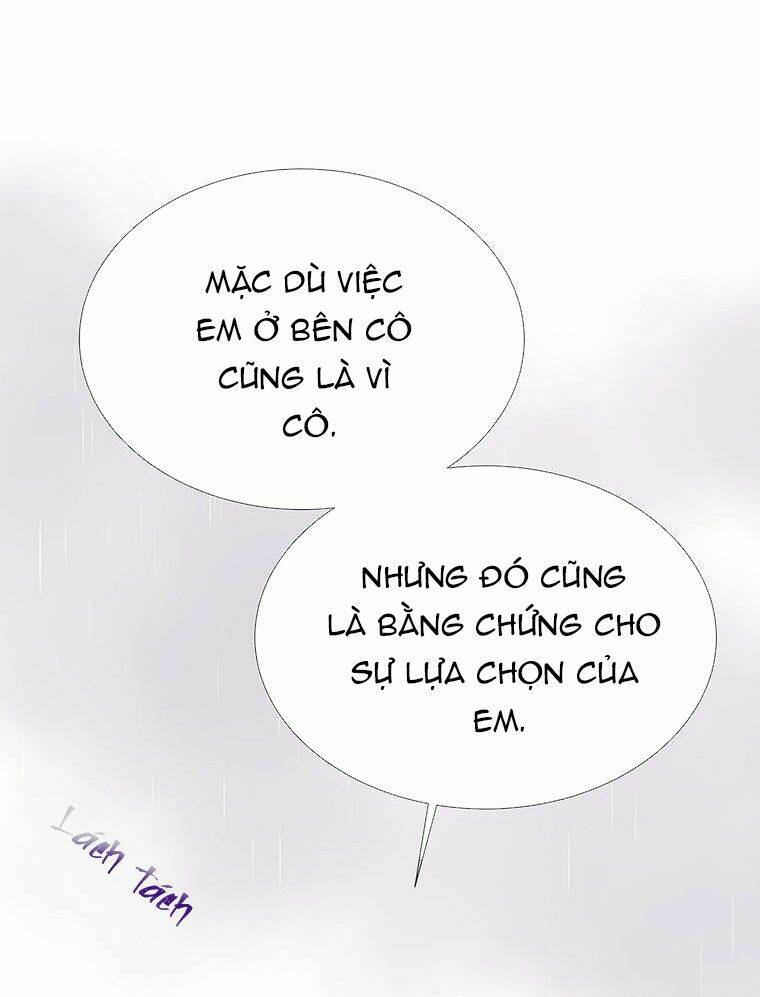 MẶC DÙ VIỆC
EM Ở BÊN CÔ
CŨNG LÀ VÌ
CÔ.
NHƯNG ĐÓ CŨNG
LÀ BẰNG CHỨNG CHO
SỰ LỰA CHỌN CỦA
EM.
Lách tách